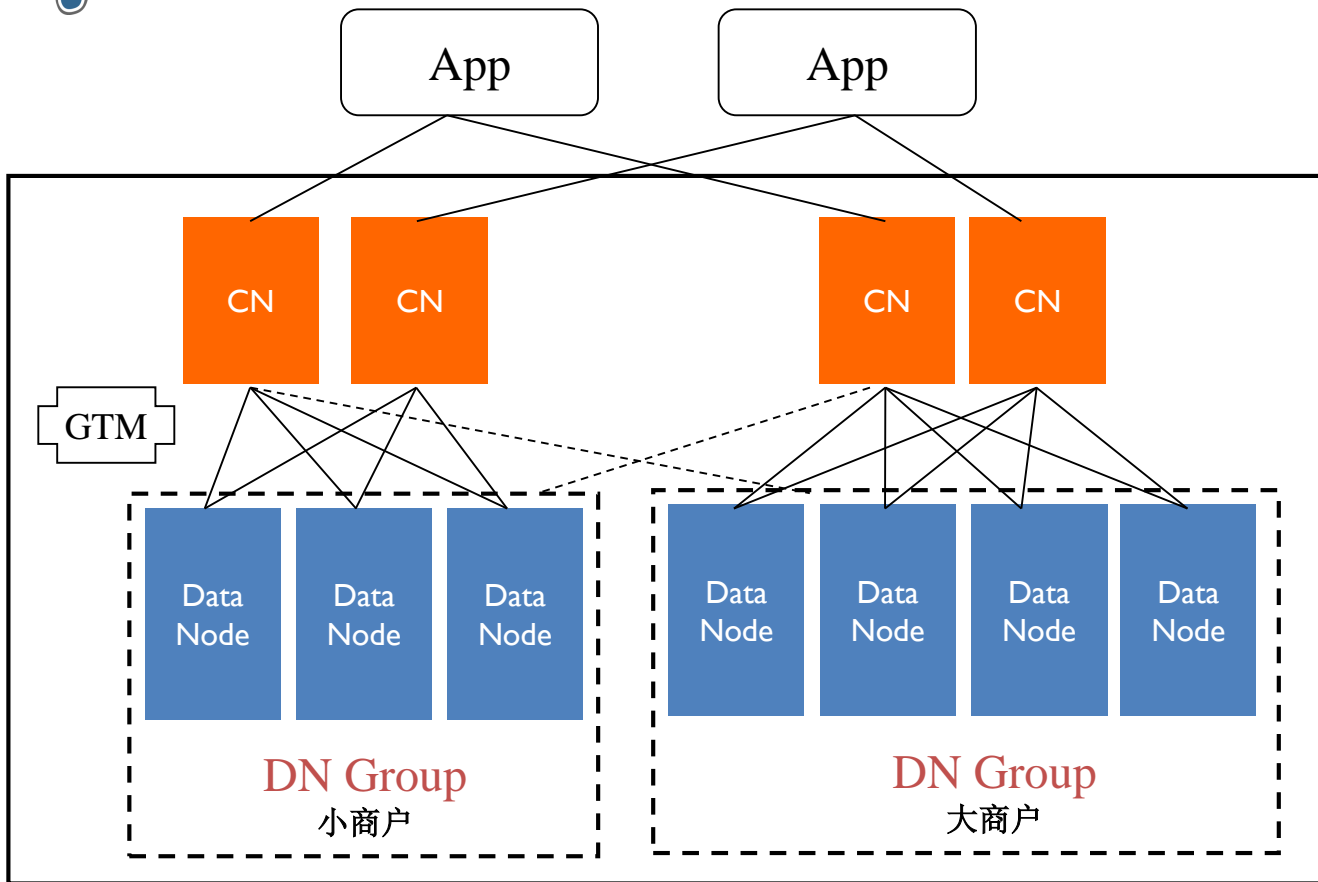 App
App
CN
CN
CN
CN
GTM
Data
Node
Data
Node
Data
Node
Data
Node
Data
Node
Data
Node
Data
Node
DN Group
小商户
DN Group
大商户